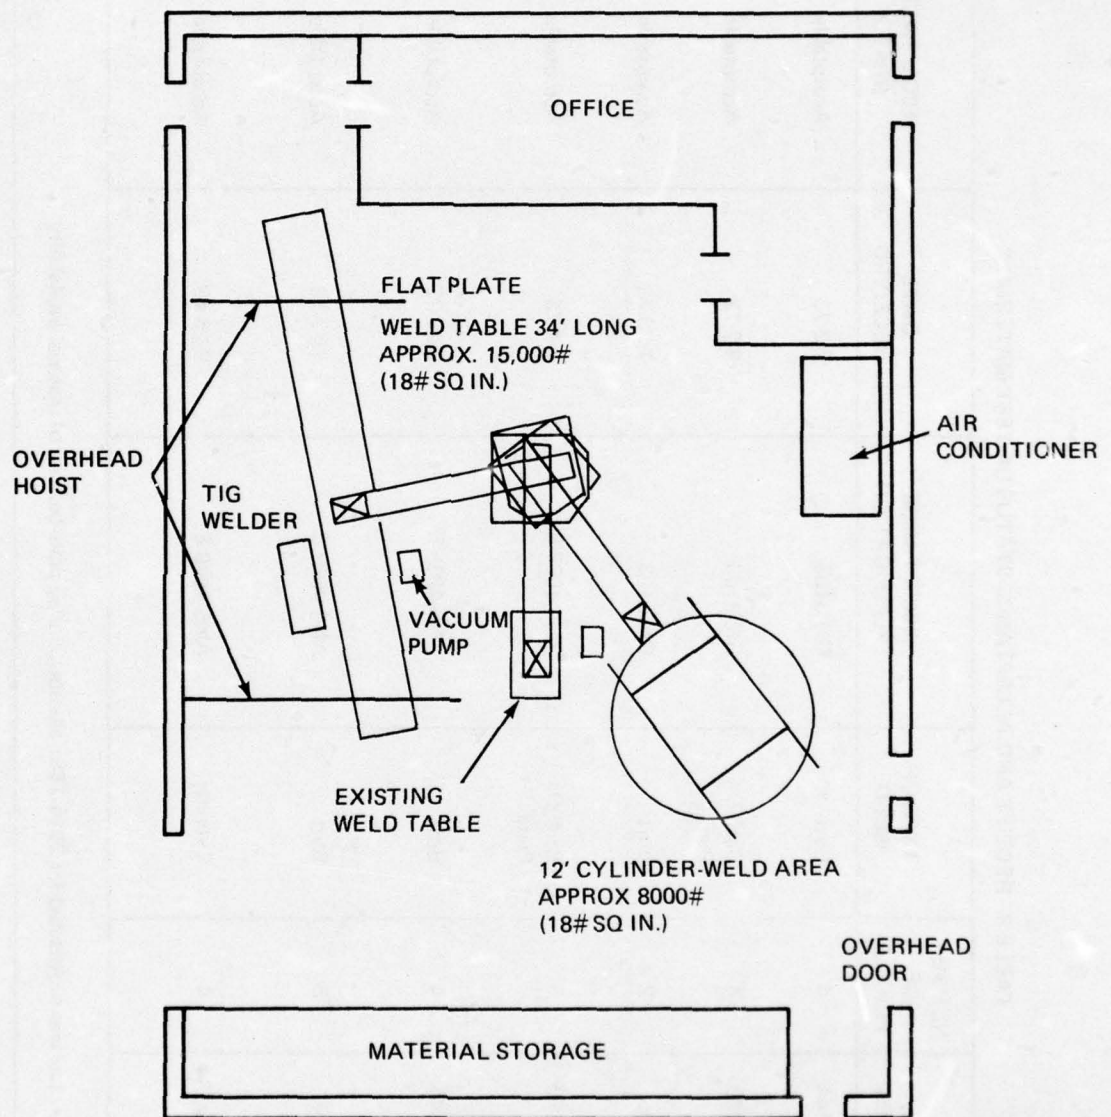 OFFICE
FLAT PLATE
WELD TABLE 34' LONG
APPROX. 15,000#
(18# SQ IN.)
AIR
CONDITIONER
OVERHEAD
HOIST
TIG
WELDER
VACUUM
PUMP
EXISTING
WELD TABLE
12' CYLINDER-WELD AREA
APPROX 8000#
(18# SQ IN.)
OVERHEAD
DOOR
MATERIAL STORAGE